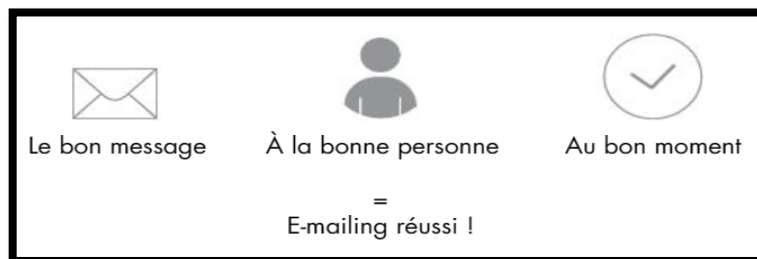 Le bon message
À la bonne personne
Au bon moment
=
E-mailing réussi !